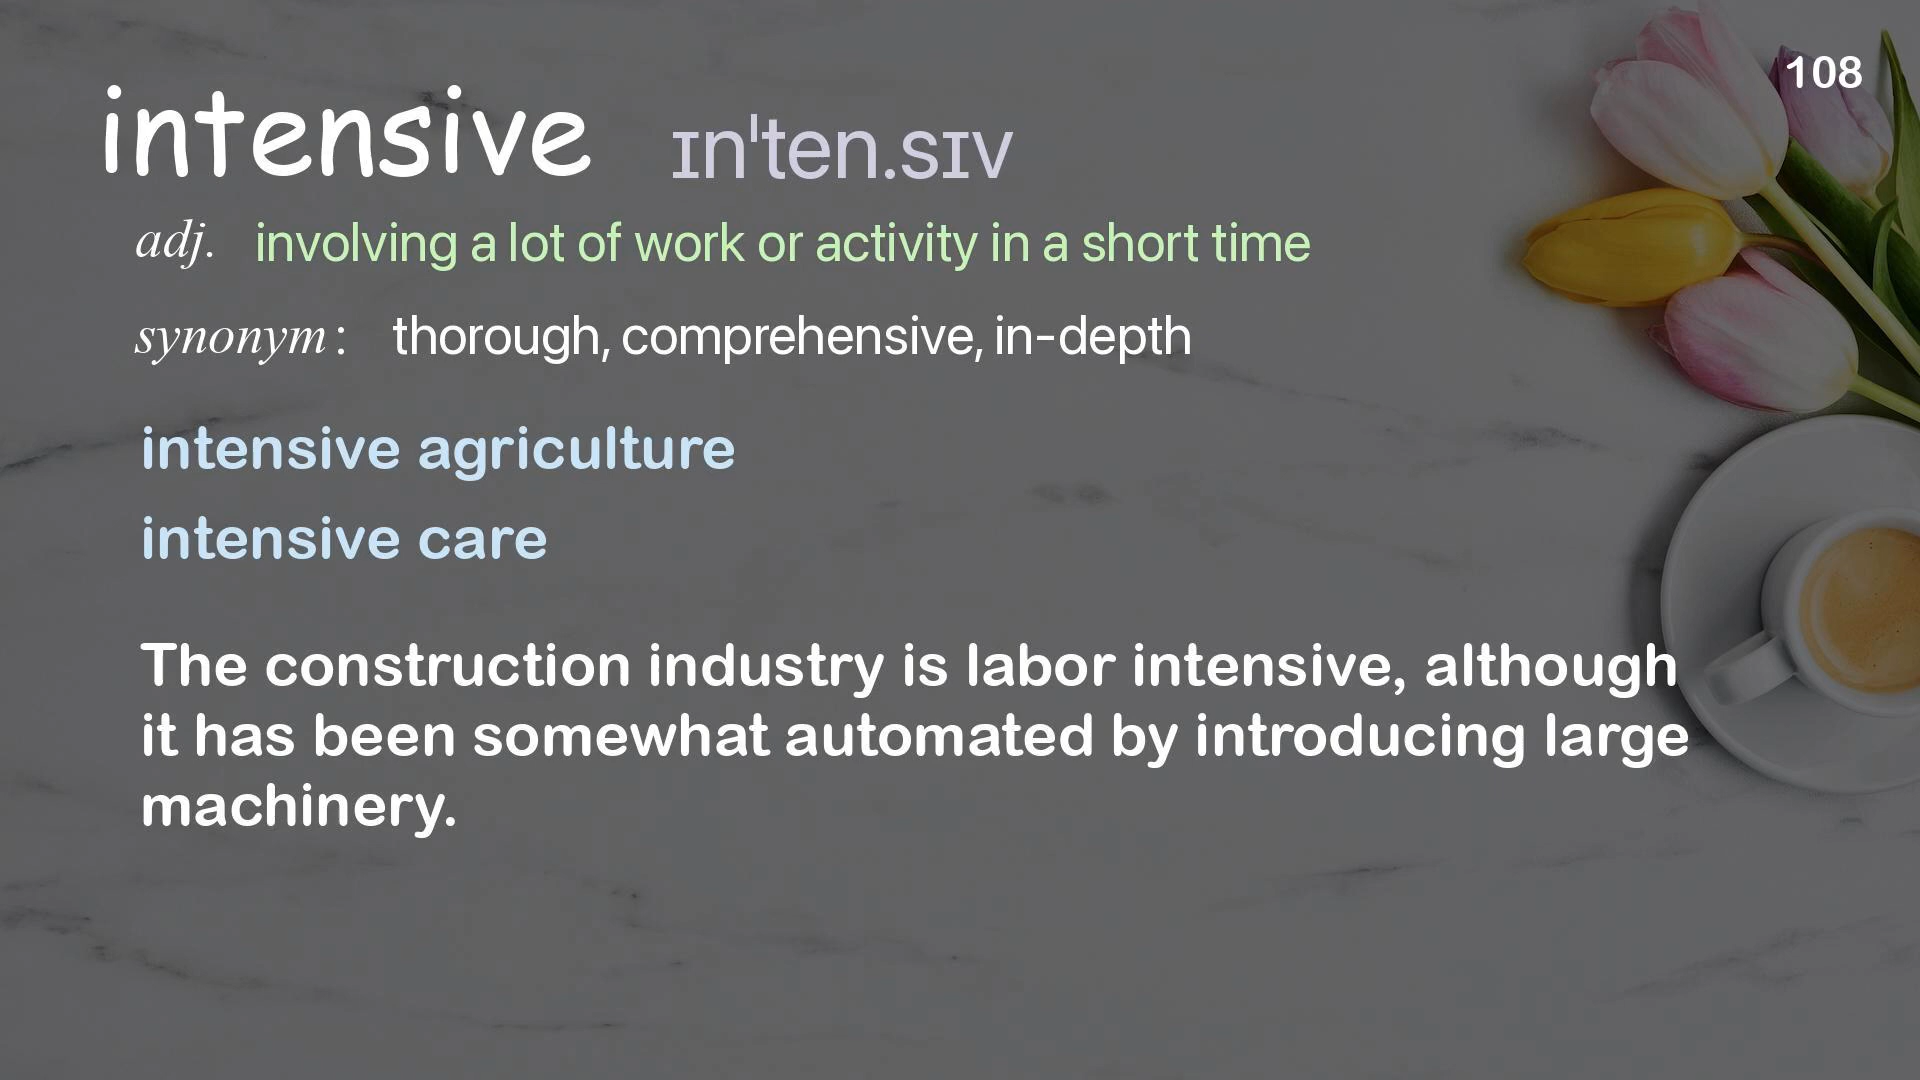 108
intensive ɪnˈten.sɪv
adj. involving a lot of work or activity in a short time
synonym: thorough, comprehensive, in-depth
intensive agriculture
intensive care
The construction industry is labor intensive, although
it has been somewhat automated by introducing large
machinery.